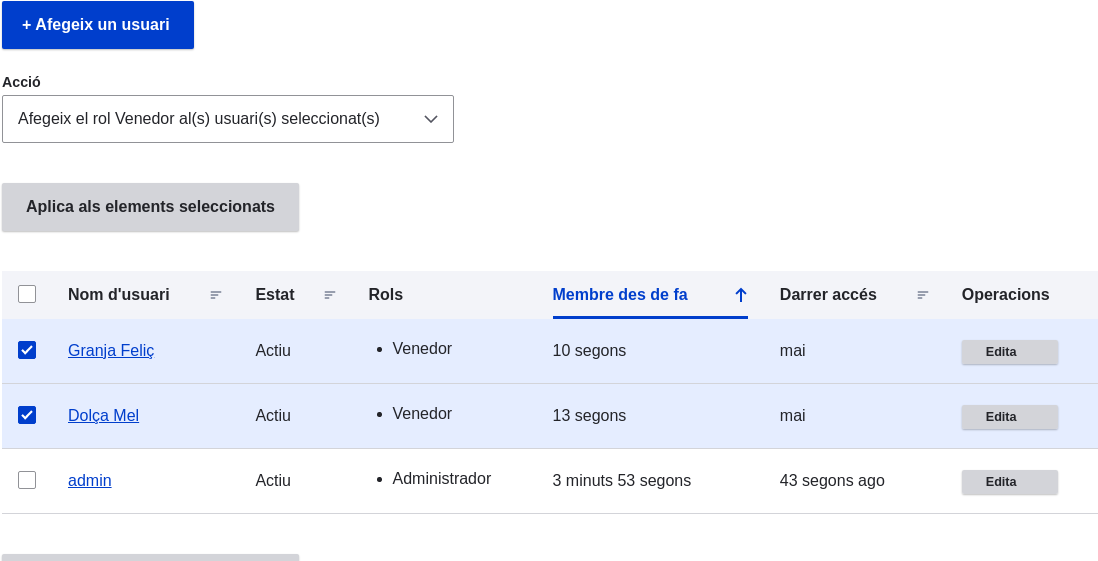 + Afegeix un usuari
Acció
Afegeix el rol Venedor al(s) usuari(s) seleccionat(s)
Aplica als elements seleccionats
Nom d'usuari Estat Rols Membre des de fa Darrer accés Operacions
Granja Feliç Actiu • Venedor 10 segons mai Edita
Dolça Mel Actiu • Venedor 13 segons mai Edita
admin Actiu • Administrador 3 minuts 53 segons 43 segons ago Edita